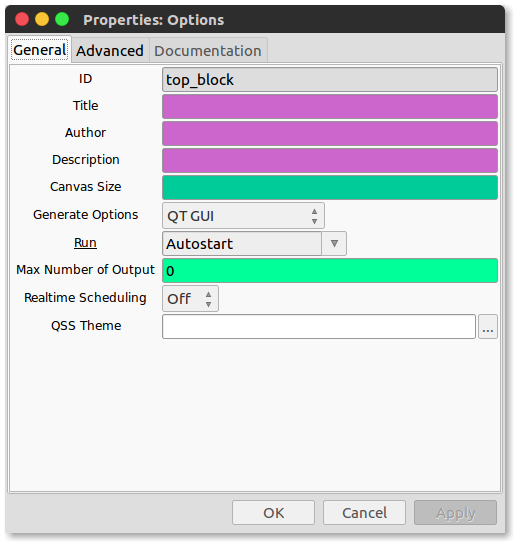 Properties: Options
General Advanced Documentation
ID top_block
Title
Author
Description
Canvas Size
Generate Options QT GUI
Run Autostart
Max Number of Output 0
Realtime Scheduling Off
QSS Theme ...
OK Cancel Apply